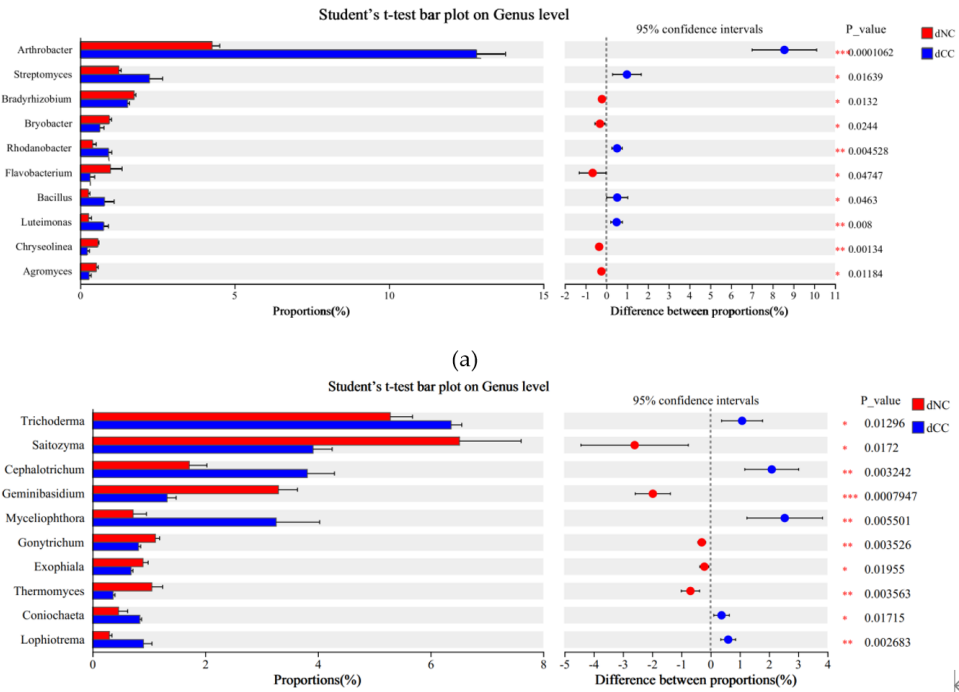 Student's t-test bar plot on Genus level
95% confidence intervals P_value
dNC
dCC
Arthrobacter ***0.0001062
Streptomyces * 0.01639
Bradyrhizobium * 0.0132
Bryobacter * 0.0244
Rhodanobacter ** 0.004528
Flavobacterium * 0.04747
Bacillus * 0.0463
Luteimonas ** 0.008
Chryseolinea ** 0.00134
Agromyces * 0.01184
0 5 10 15 -2 -1 0 1 2 3 4 5 6 7 8 9 10 11
Proportions(%) Difference between proportions(%)
(a)
Student's t-test bar plot on Genus level
95% confidence intervals P_value
dNC
dCC
Trichoderma * 0.01296
Saitozyma * 0.0172
Cephalotrichum ** 0.003242
Geminibasidium *** 0.0007947
Myceliophthora ** 0.005501
Gonytrichum ** 0.003526
Exophiala * 0.01955
Thermomyces ** 0.003563
Coniochaeta * 0.01715
Lophiotrema ** 0.002683
0 2 4 6 8 -5 -4 -3 -2 -1 0 1 2 3 4
Proportions(%) Difference between proportions(%)